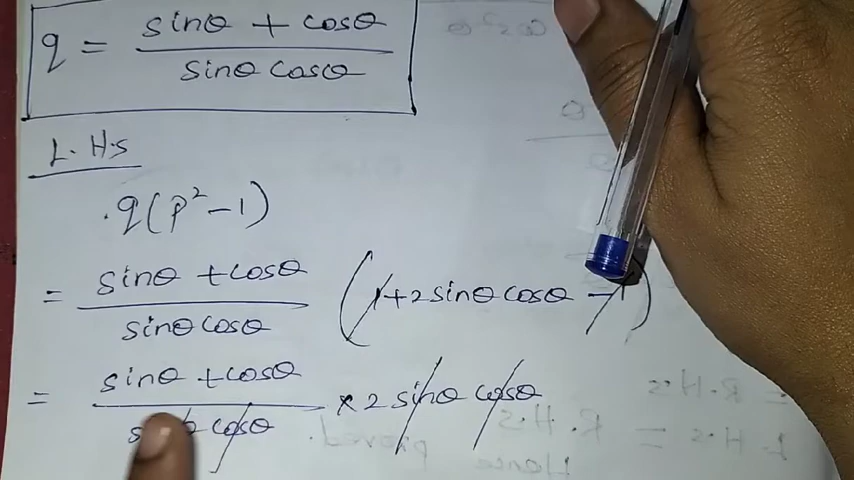 q = sinθ + cosθ / sinθ cosθ
L.H.S
q(p² - 1)
= sinθ + cosθ / sinθ cosθ (1 + 2 sinθ cosθ - 1)
= sinθ + cosθ / sinθ cosθ × 2 sinθ cosθ